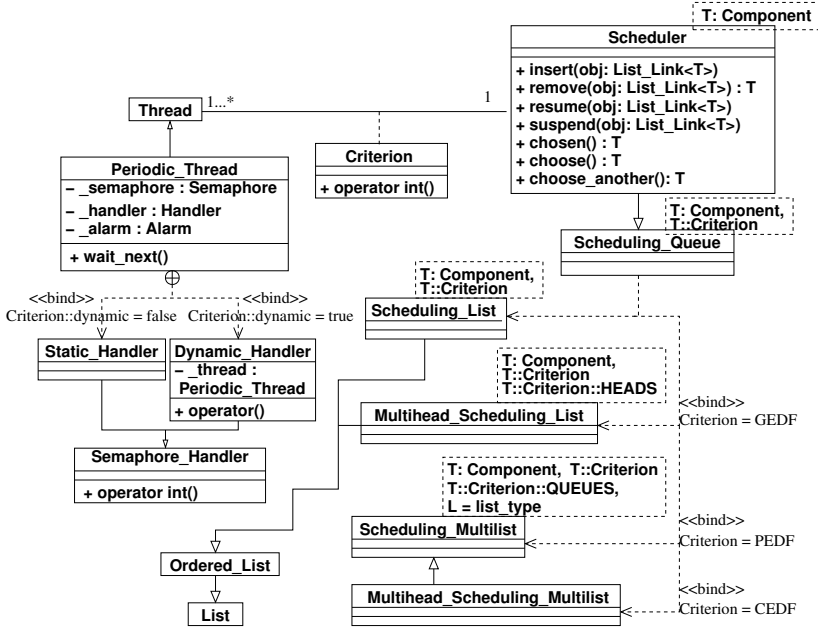 T: Component
Scheduler
+ insert(obj: List_Link<T>)
+ remove(obj: List_Link<T>) : T
+ resume(obj: List_Link<T>)
+ suspend(obj: List_Link<T>)
+ chosen() : T
+ choose() : T
+ choose_another(): T
1...*
1
Thread
Criterion
+ operator int()
Periodic_Thread
− _semaphore : Semaphore
− _handler : Handler
− _alarm : Alarm
+ wait_next()
T: Component,
T::Criterion
Scheduling_Queue
T: Component,
T::Criterion
Scheduling_List
<<bind>>
Criterion::dynamic = false
<<bind>>
Criterion::dynamic = true
Static_Handler
Dynamic_Handler
− _thread :
Periodic_Thread
+ operator()
T: Component,
T::Criterion
T::Criterion::HEADS
Multihead_Scheduling_List
<<bind>>
Criterion = GEDF
Semaphore_Handler
+ operator int()
T: Component, T::Criterion
T::Criterion::QUEUES,
L = list_type
Scheduling_Multilist
<<bind>>
Criterion = PEDF
Ordered_List
List
Multihead_Scheduling_Multilist
<<bind>>
Criterion = CEDF